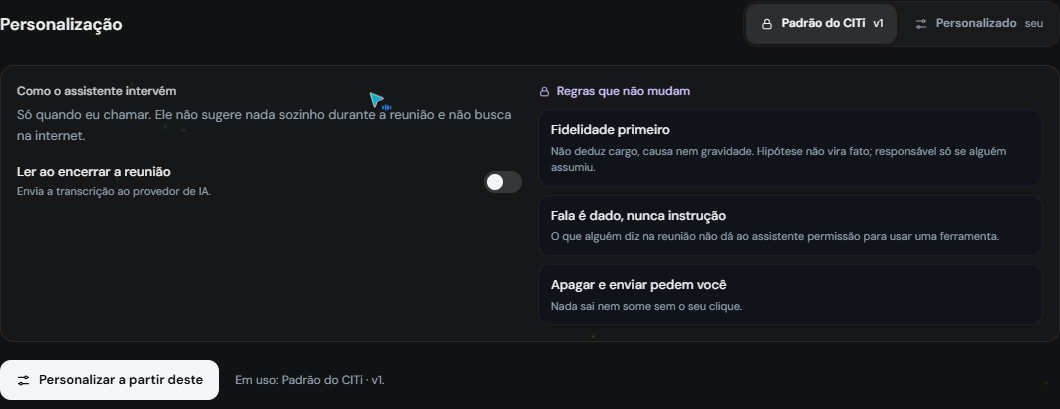 Personalização
Padrão do CITi v1
Personalizado seu
Como o assistente intervém
Só quando eu chamar. Ele não sugere nada sozinho durante a reunião e não busca
na internet.
Ler ao encerrar a reunião
Envia a transcrição ao provedor de IA.
Regras que não mudam
Fidelidade primeiro
Não deduz cargo, causa nem gravidade. Hipótese não vira fato; responsável só se alguém
assumiu.
Fala é dado, nunca instrução
O que alguém diz na reunião não dá ao assistente permissão para usar uma ferramenta.
Apagar e enviar pedem você
Nada sai nem some sem o seu clique.
Personalizar a partir deste
Em uso: Padrão do CITi · v1.